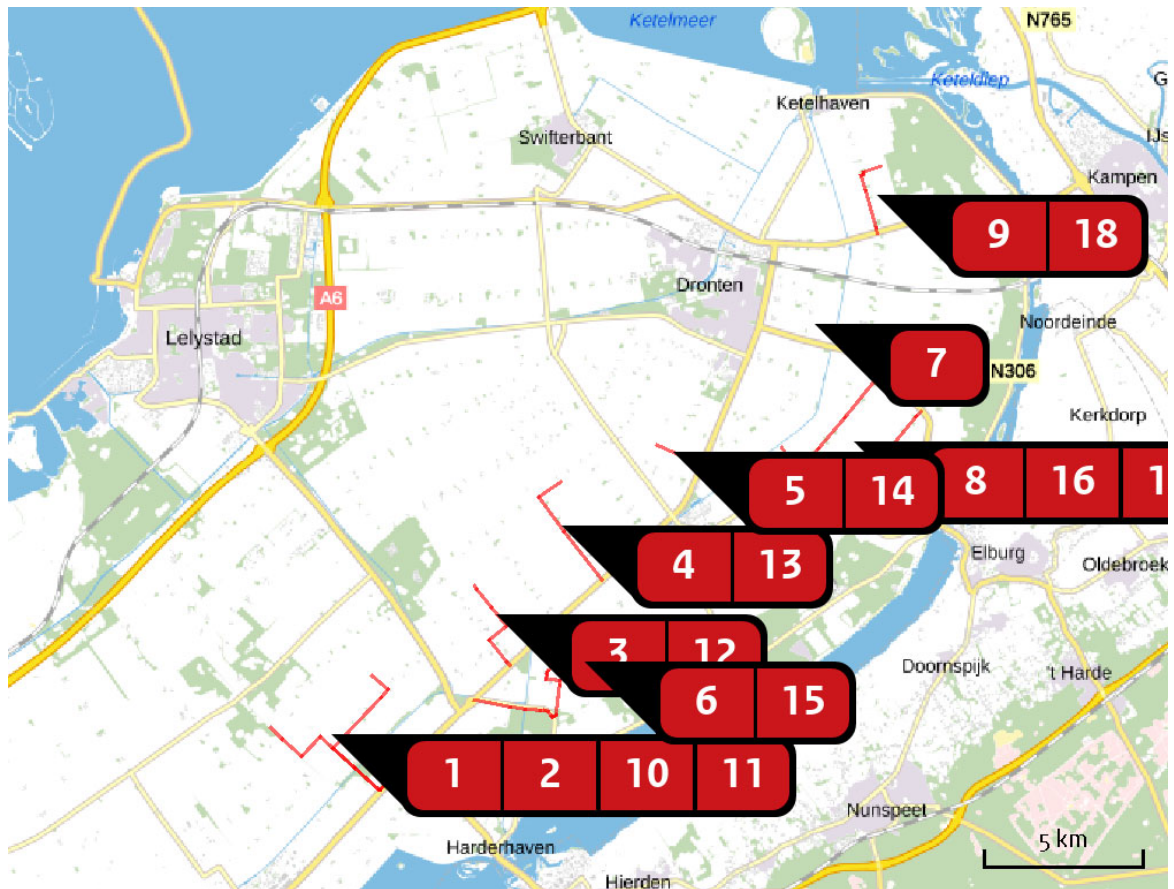 Ketelmeer
N765
Keteldiep
G
Ketelhaven
Swifterbant
IJs
Kampen
9 18
Dronten
A6
Noordeinde
Lelystad
7
N306
Kerkdorp
5 14 8 16 1
Elburg
4 13
Oldebroek
3 12
Doornspijk
't Harde
6 15
1 2 10 11
Nunspeet
5 km
Harderhaven
Hierden